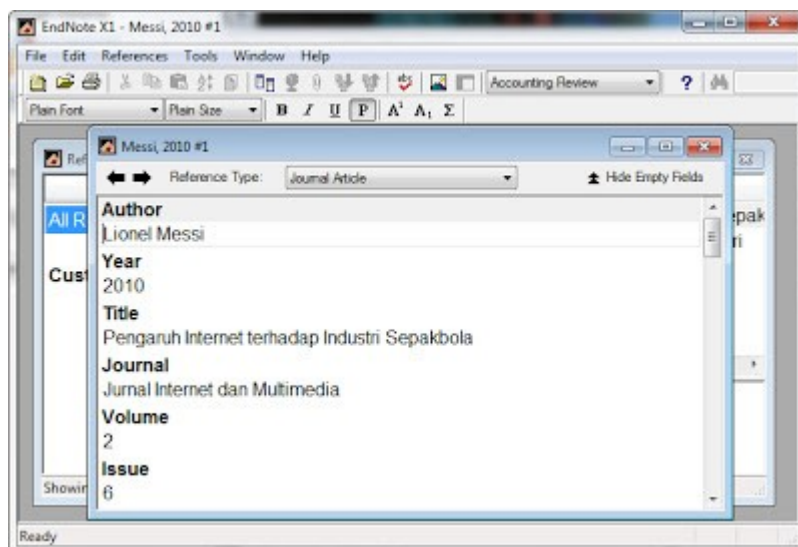 EndNote X1 - Messi, 2010 #1
File Edit References Tools Window Help
Accounting Review
Plain Font Plain Size B I U P A¹ A₁ Σ
Ref
Messi, 2010 #1
Reference Type: Journal Article Hide Empty Fields
All R
Author
Lionel Messi
Cust
Year
2010
Title
Pengaruh Internet terhadap Industri Sepakbola
Journal
Jurnal Internet dan Multimedia
Volume
2
Issue
6
Showin
Ready